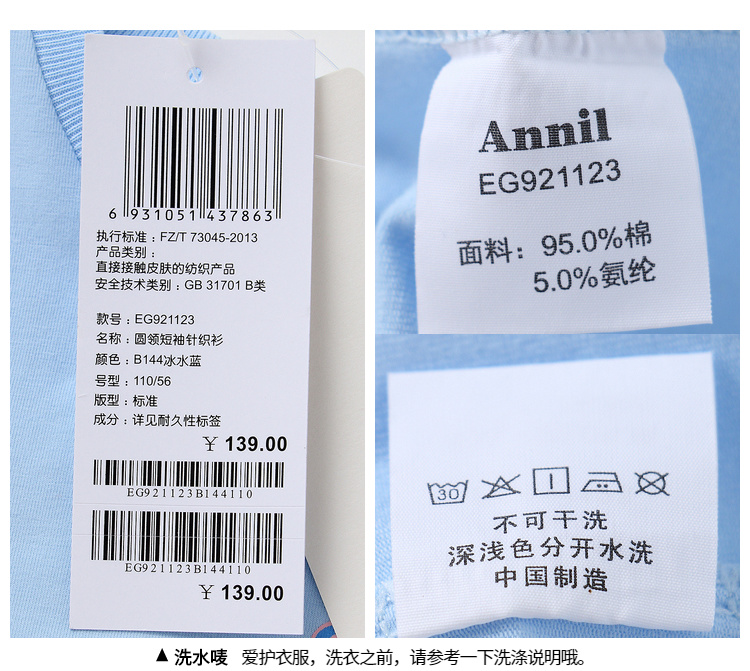 6 931051 437863
执行标准：FZ/T 73045-2013
产品类别：
直接接触皮肤的纺织产品
安全技术类别：GB 31701 B类
款号：EG921123
名称：圆领短袖针织衫
颜色：B144冰水蓝
号型：110/56
版型：标准
成分：详见耐久性标签
￥139.00
EG921123B144110
EG921123B144110
￥139.00
Annil
EG921123
面料：95.0%棉
5.0%氨纶
30
不可干洗
深浅色分开水洗
中国制造
▲洗水唛 爱护衣服，洗衣之前，请参考一下洗涤说明哦。